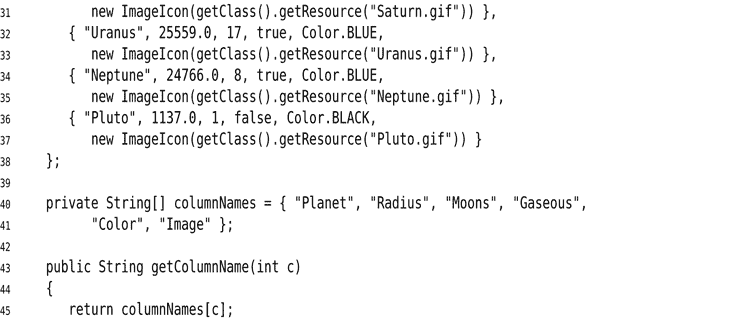 31 new ImageIcon(getClass().getResource("Saturn.gif")) },
32 { "Uranus", 25559.0, 17, true, Color.BLUE,
33 new ImageIcon(getClass().getResource("Uranus.gif")) },
34 { "Neptune", 24766.0, 8, true, Color.BLUE,
35 new ImageIcon(getClass().getResource("Neptune.gif")) },
36 { "Pluto", 1137.0, 1, false, Color.BLACK,
37 new ImageIcon(getClass().getResource("Pluto.gif")) }
38 };
39
40 private String[] columnNames = { "Planet", "Radius", "Moons", "Gaseous",
41 "Color", "Image" };
42
43 public String getColumnName(int c)
44 {
45 return columnNames[c];